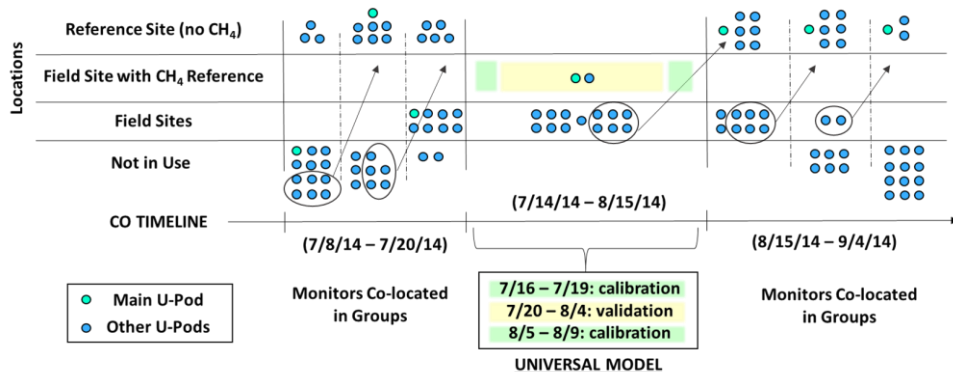 Locations
Reference Site (no CH₄)
Field Site with CH₄ Reference
Field Sites
Not in Use
CO TIMELINE
(7/8/14 – 7/20/14)
(7/14/14 – 8/15/14)
(8/15/14 – 9/4/14)
Main U-Pod
Other U-Pods
Monitors Co-located
in Groups
7/16 – 7/19: calibration
7/20 – 8/4: validation
8/5 – 8/9: calibration
UNIVERSAL MODEL
Monitors Co-located
in Groups